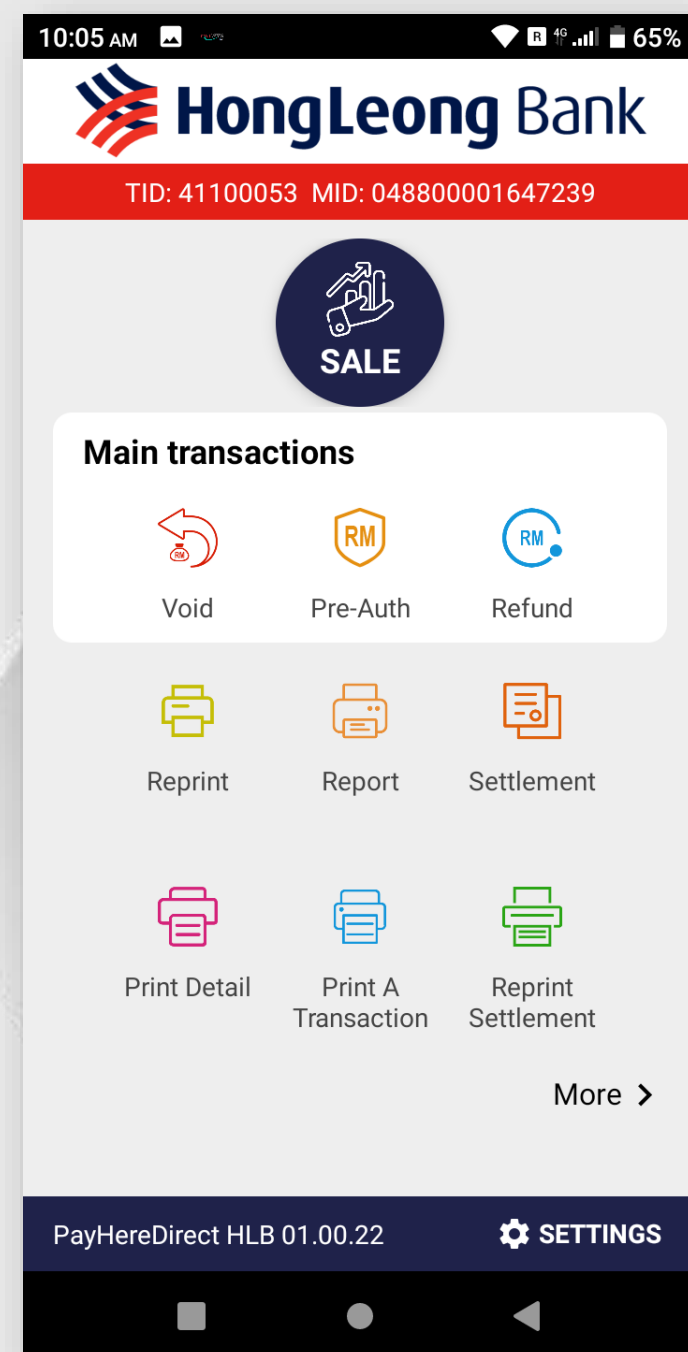 10:05 AM R 4G 65%
HongLeong Bank
TID: 41100053 MID: 048800001647239
SALE
Main transactions
RM RM RM
Void Pre-Auth Refund
Reprint Report Settlement
Print Detail Print A Reprint
Transaction Settlement
More
PayHereDirect HLB 01.00.22 SETTINGS